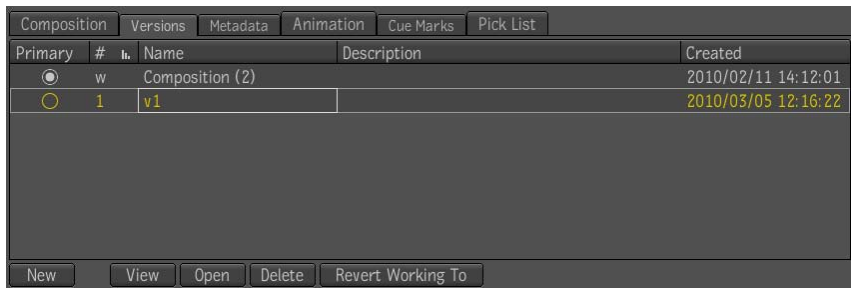 Composition Versions Metadata Animation Cue Marks Pick List
Primary # Name Description Created
w Composition (2) 2010/02/11 14:12:01
1 v1 2010/03/05 12:16:22
New View Open Delete Revert Working To